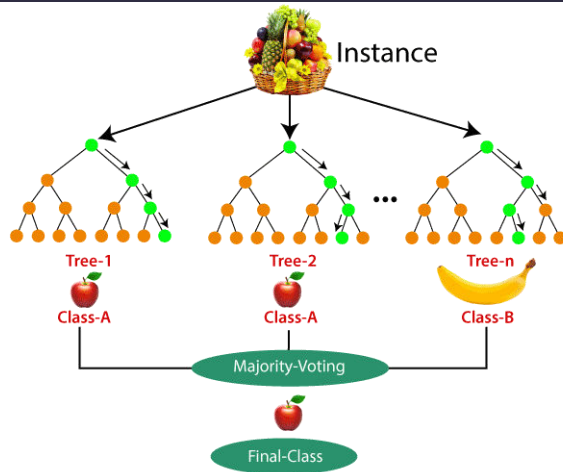 Instance
Tree-1
Tree-2
Tree-n
Class-A
Class-A
Class-B
Majority-Voting
Final-Class